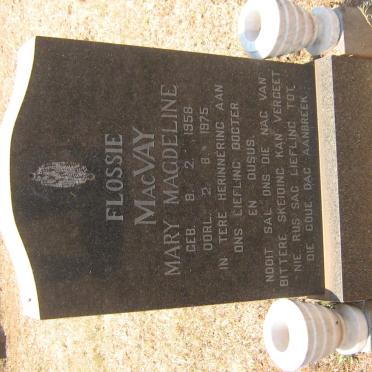 FLOSSIE
MACVAY
MARY MAGDELINE
GEB. 8. 2. 1958
OORL. 2. 8. 1975
IN TERE HERINNERING AAN
ONS LIEFLING DOGTER
EN OUSUS.
NOOIT SAL ONS DIE NAG VAN
BITTERE SKEIDING KAN VERGEET
NIE. RUS SAG LIEFLING TOT
DIE GOUE DAG AANBREEK.